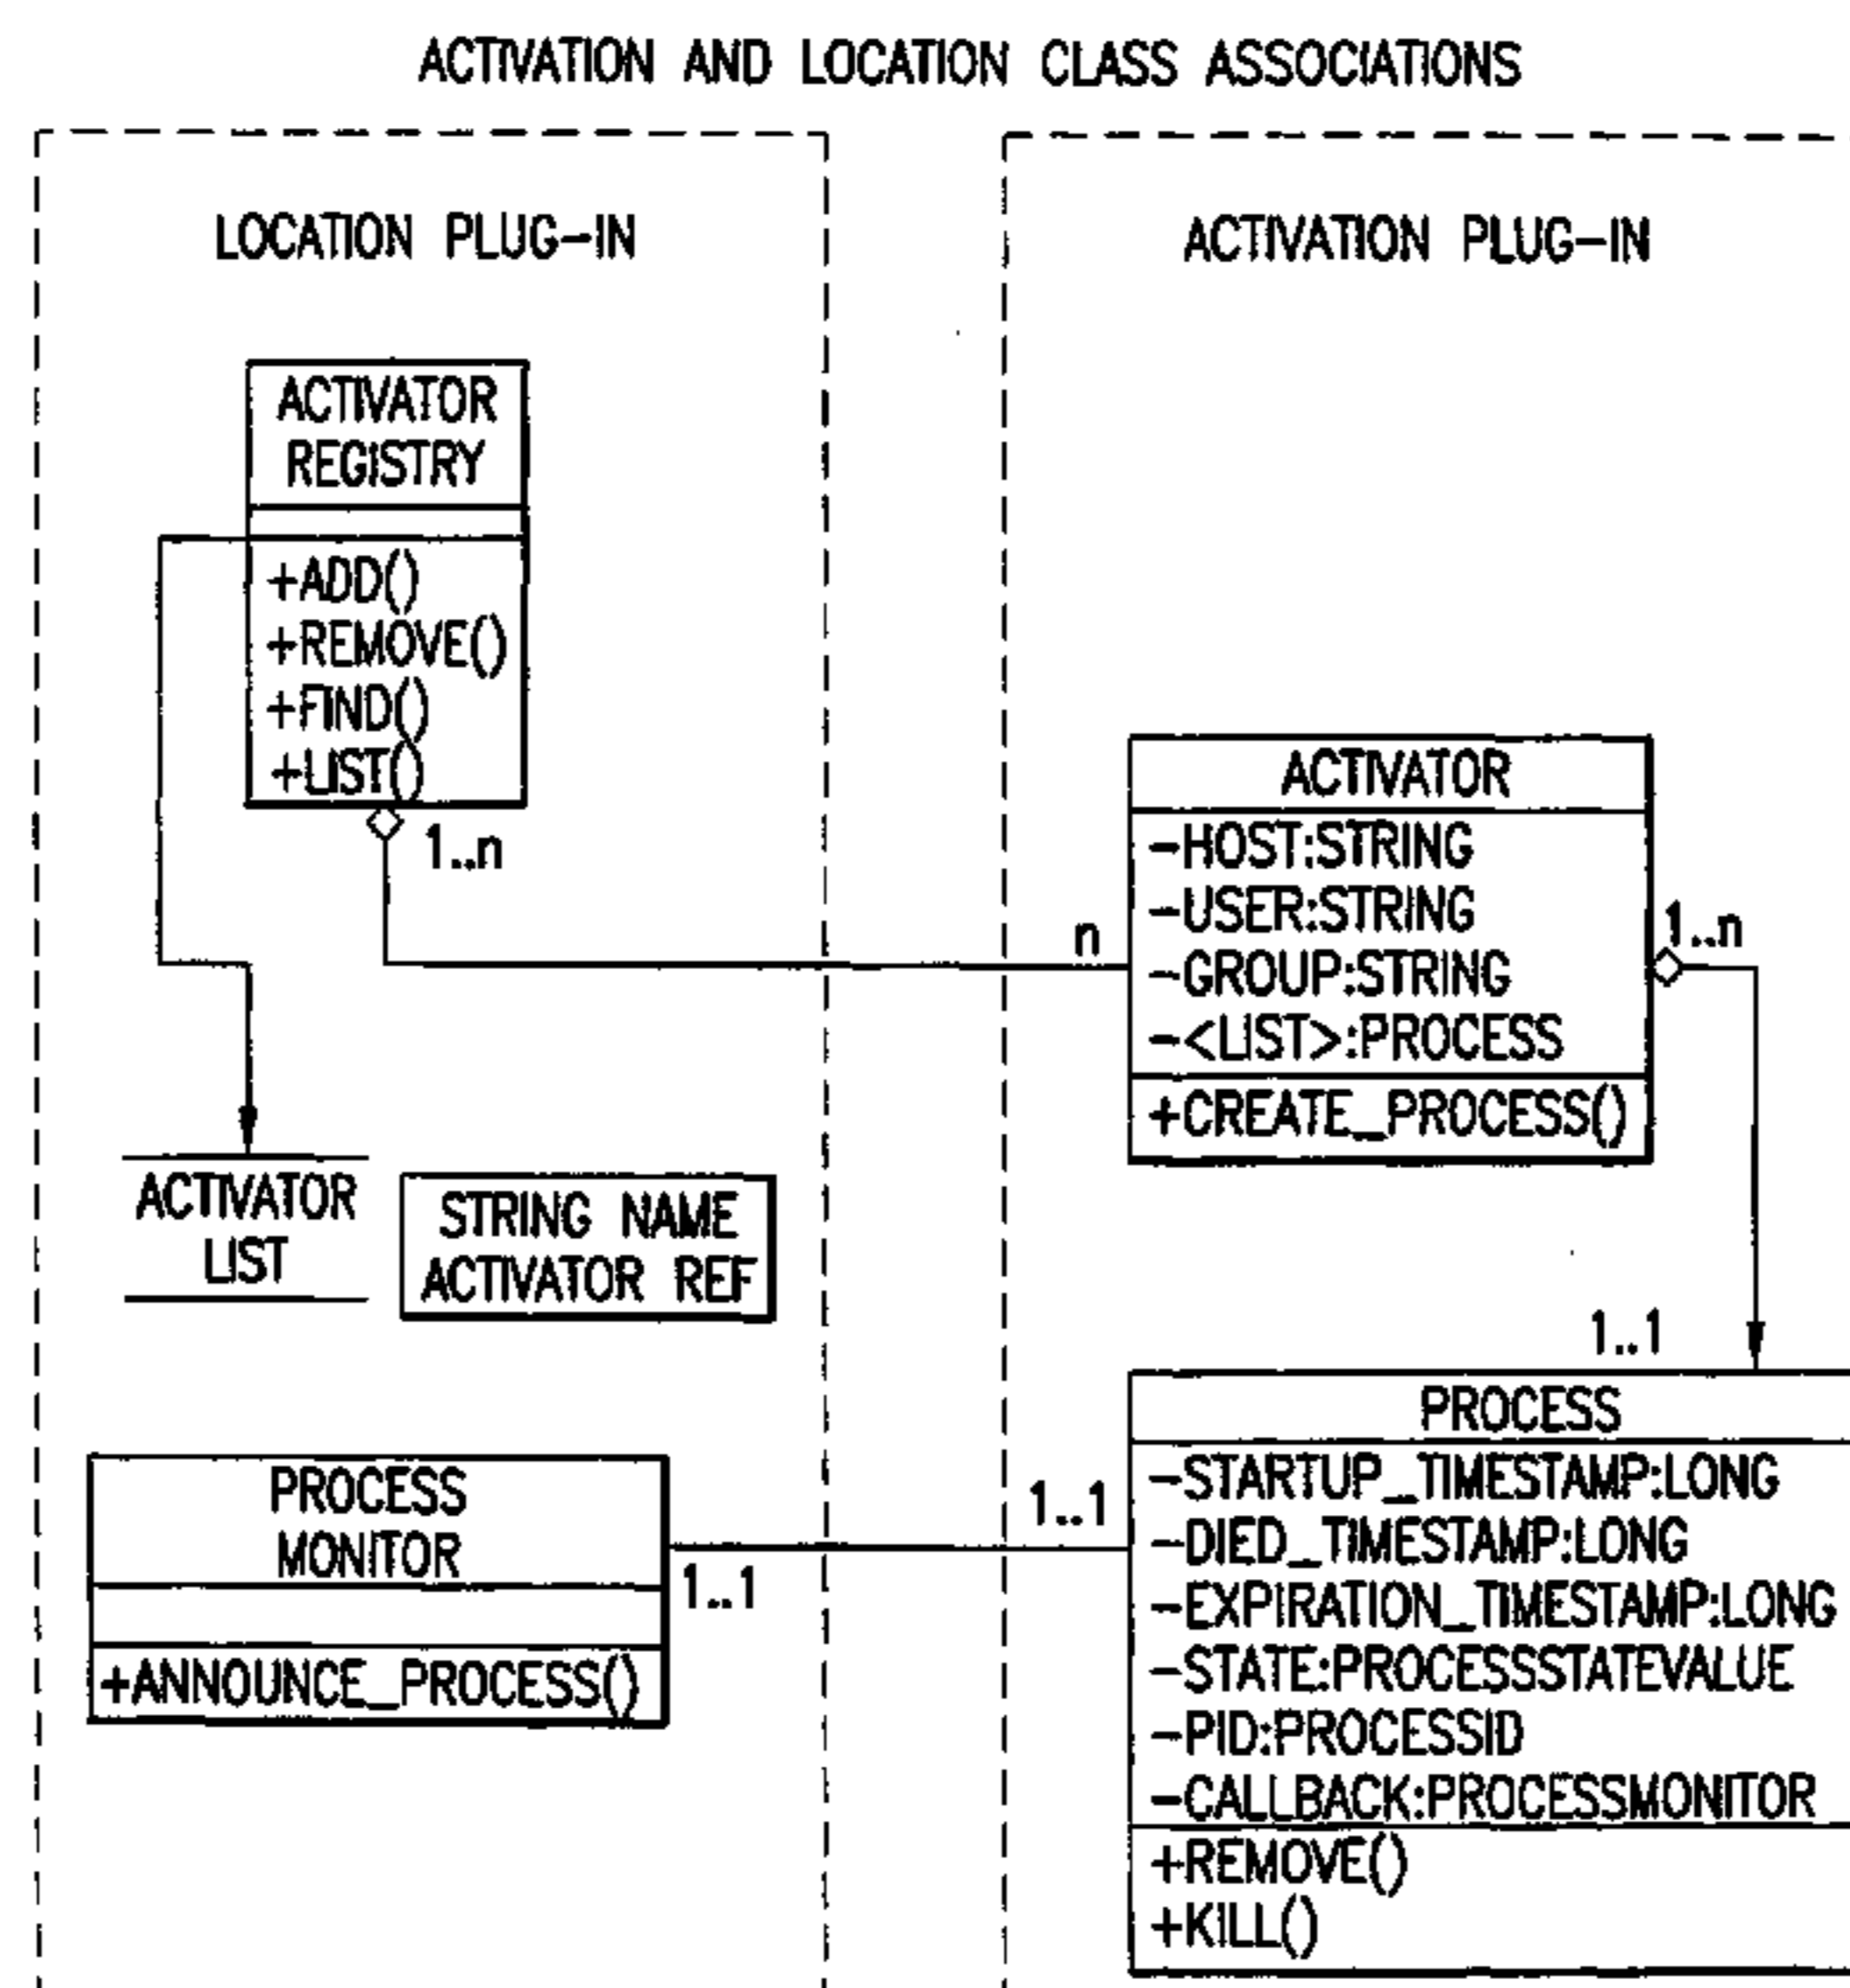 ACTIVATION AND LOCATION CLASS ASSOCIATIONS
LOCATION PLUG-IN
ACTIVATOR
REGISTRY
+ADD()
+REMOVE()
+FIND()
+LIST()
1..n
n
ACTIVATOR
LIST
STRING NAME
ACTIVATOR REF
PROCESS
MONITOR
+ANNOUNCE_PROCESS()
1..1
1..1
ACTIVATION PLUG-IN
ACTIVATOR
-HOST:STRING
-USER:STRING
-GROUP:STRING
-<LIST>:PROCESS
+CREATE_PROCESS()
1..n
1..1
PROCESS
-STARTUP_TIMESTAMP:LONG
-DIED_TIMESTAMP:LONG
-EXPIRATION_TIMESTAMP:LONG
-STATE:PROCESSSTATEVALUE
-PID:PROCESSID
-CALLBACK:PROCESSMONITOR
+REMOVE()
+KILL()